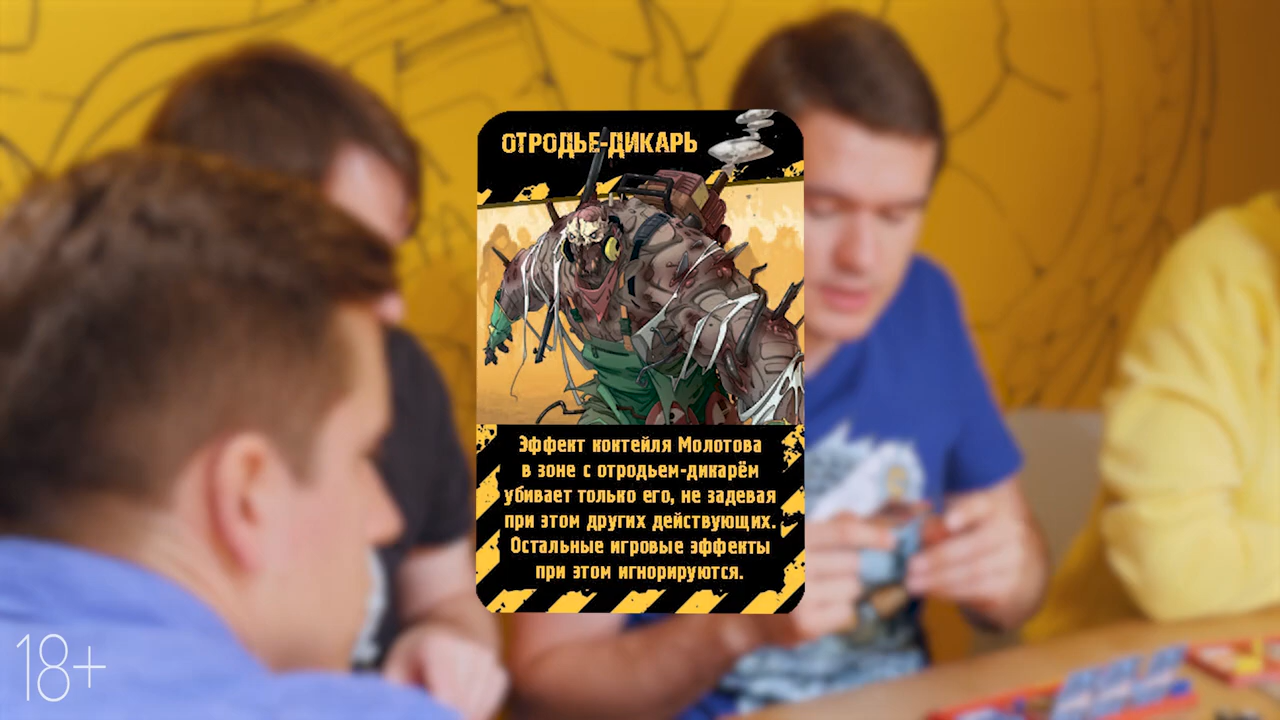 ОТРОДЬЕ-ДИКАРЬ
Эффект коктейля Молотова
в зоне с отродьем-дикарём
убивает только его, не задевая
при этом других действующих.
Остальные игровые эффекты
при этом игнорируются.
18+